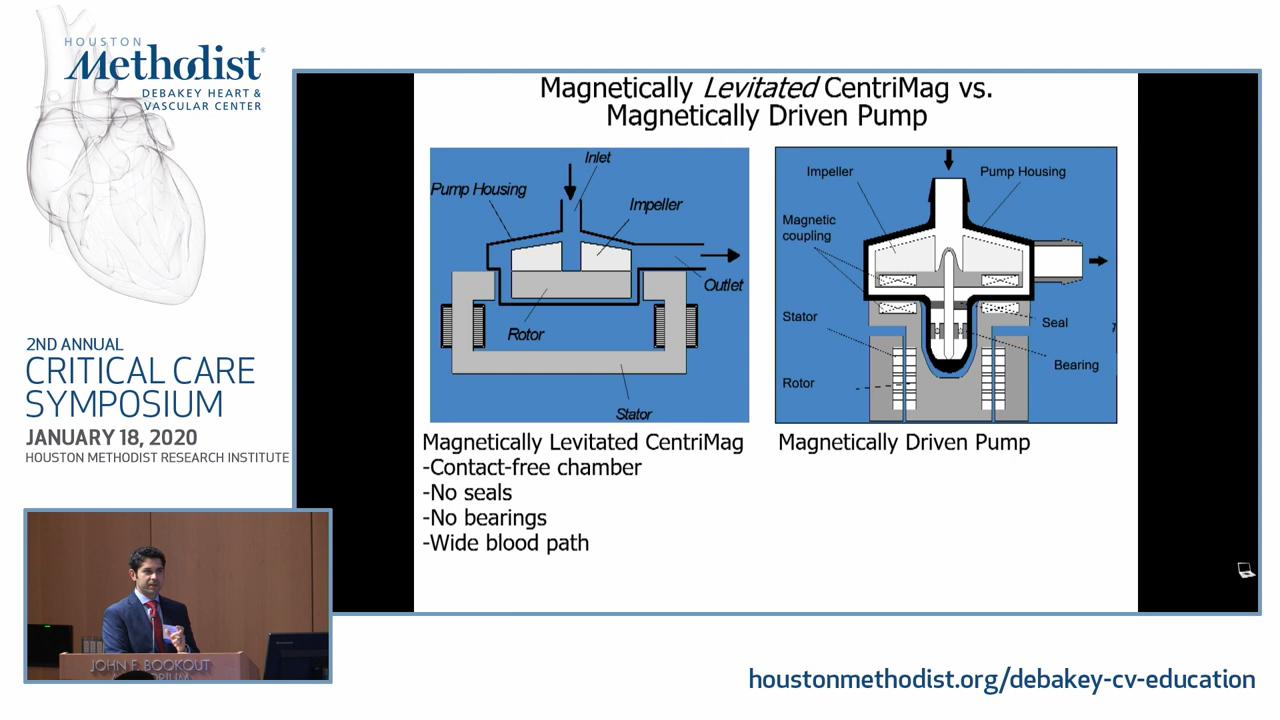 HOUSTON
Methodist®
DEBAKEY HEART &
VASCULAR CENTER
2ND ANNUAL
CRITICAL CARE
SYMPOSIUM
JANUARY 18, 2020
HOUSTON METHODIST RESEARCH INSTITUTE
Magnetically Levitated CentriMag vs.
Magnetically Driven Pump
Inlet
Pump Housing
Impeller
Outlet
Rotor
Stator
Impeller
Pump Housing
Magnetic
coupling
Stator
Seal
Bearing
Rotor
Magnetically Levitated CentriMag
-Contact-free chamber
-No seals
-No bearings
-Wide blood path
Magnetically Driven Pump
JOHN F. BOOKOUT
houstonmethodist.org/debakey-cv-education